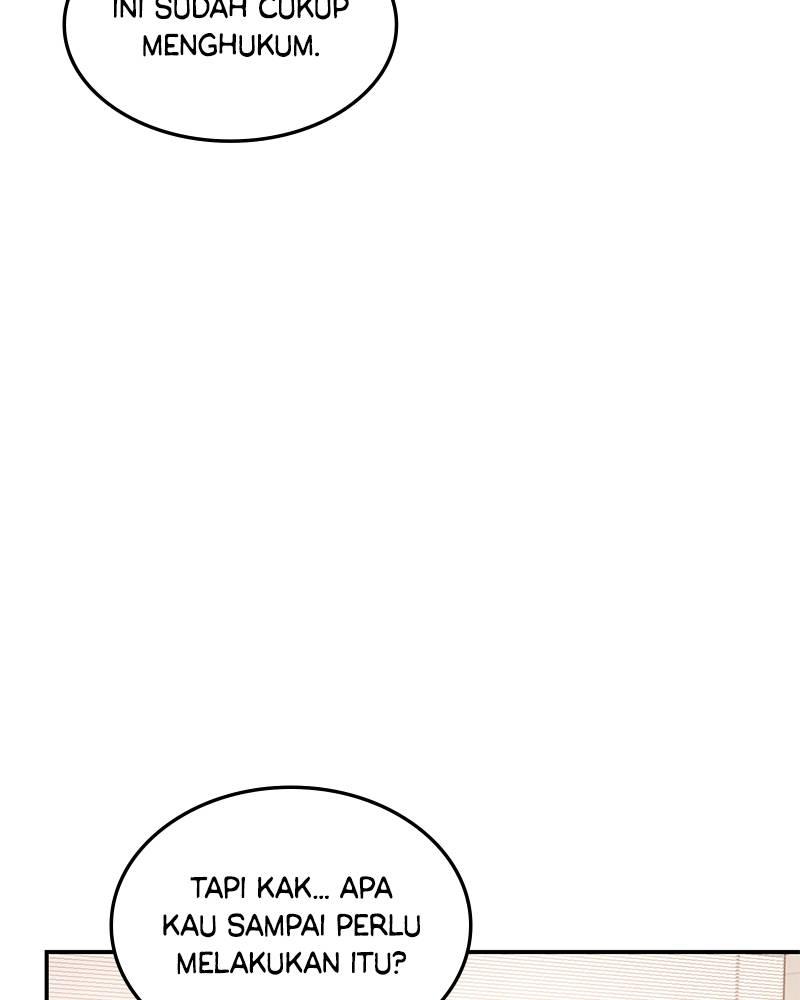 INI SUDAH CUKUP
MENGHUKUM.
TAPI KAK... APA
KAU SAMPAI PERLU
MELAKUKAN ITU?